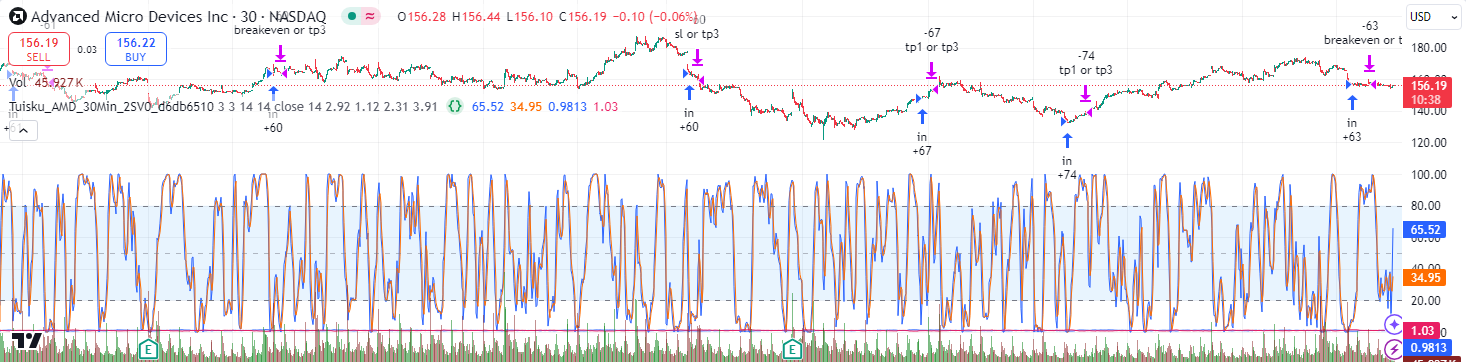 Advanced Micro Devices Inc · 30 · NASDAQ
O156.28 H156.44 L156.10 C156.19 −0.10 (−0.06%)
USD
-61
-60
breakeven or tp3
sl or tp3
-67
tp1 or tp3
-74
tp1 or tp3
-63
breakeven or t
156.19
SELL
0.03
156.22
BUY
180.00
160.00
156.19
10:38
140.00
120.00
Vol 45.927 K
Tuisku_AMD_30Min_2SV0_d6db6510 3 3 14 14 close 14 2.92 1.12 2.31 3.91 {} 65.52 34.95 0.9813 1.03
in
in
+60
in
+60
in
+67
in
+74
in
+63
100.00
80.00
65.52
60.00
40.00
34.95
20.00
1.03
0.9813
E
E